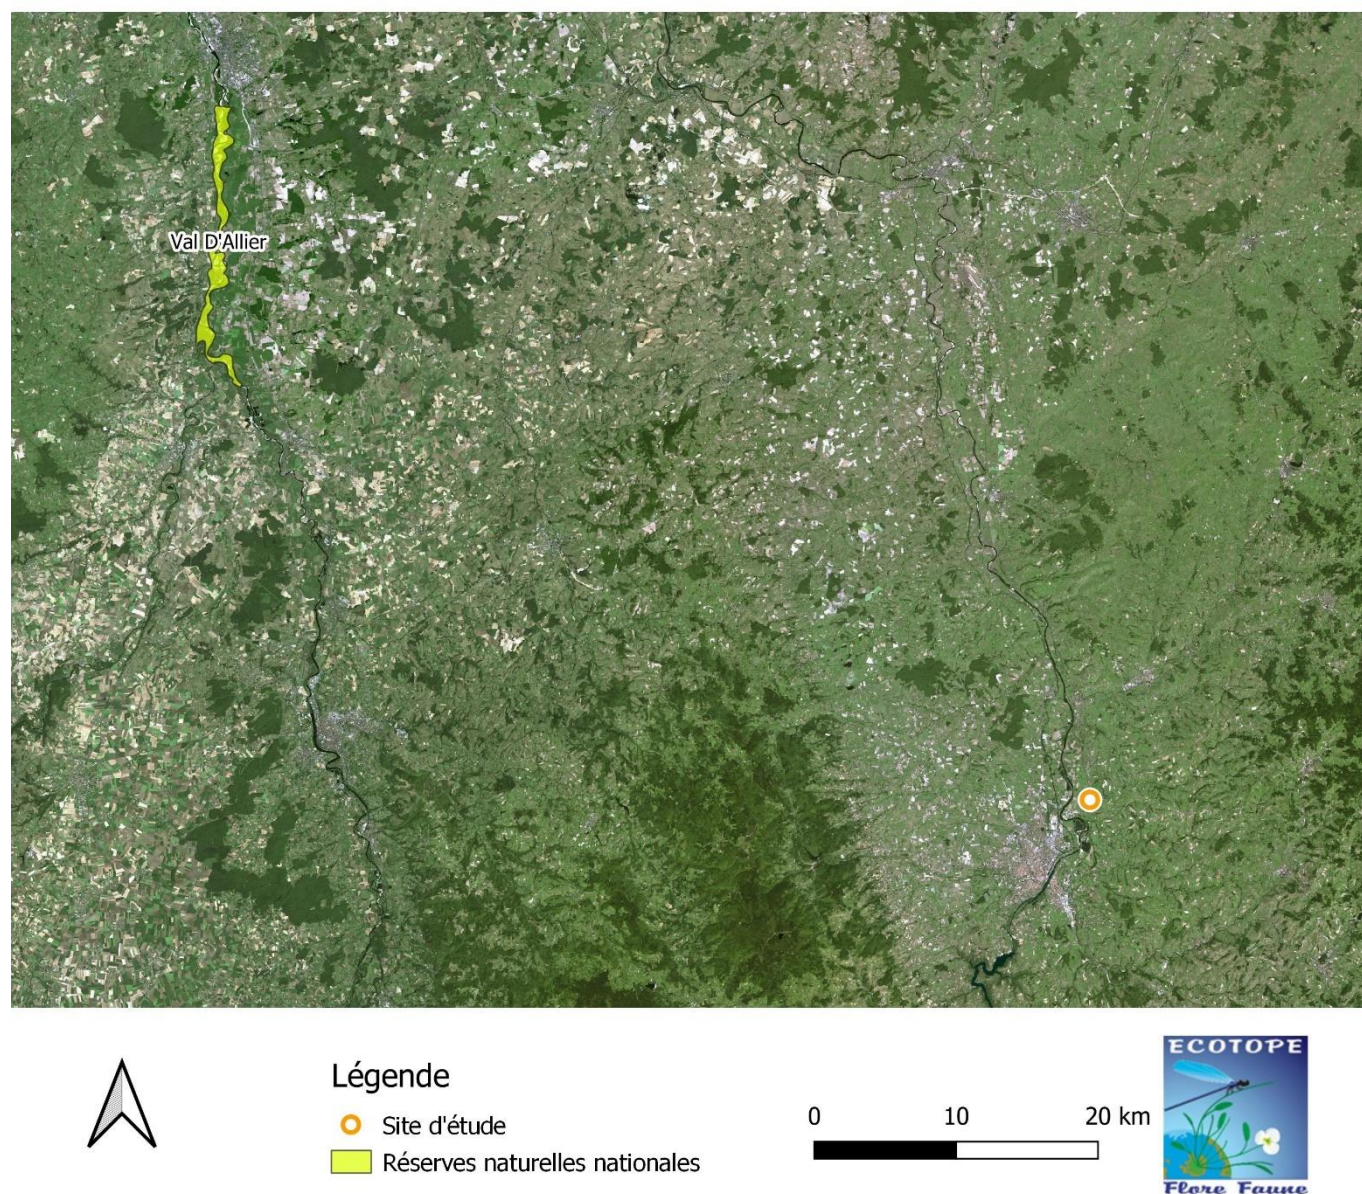 Val D'Allier
Légende
Site d'étude
Réserves naturelles nationales
0 10 20 km
ECOTOPE
Flore Faune